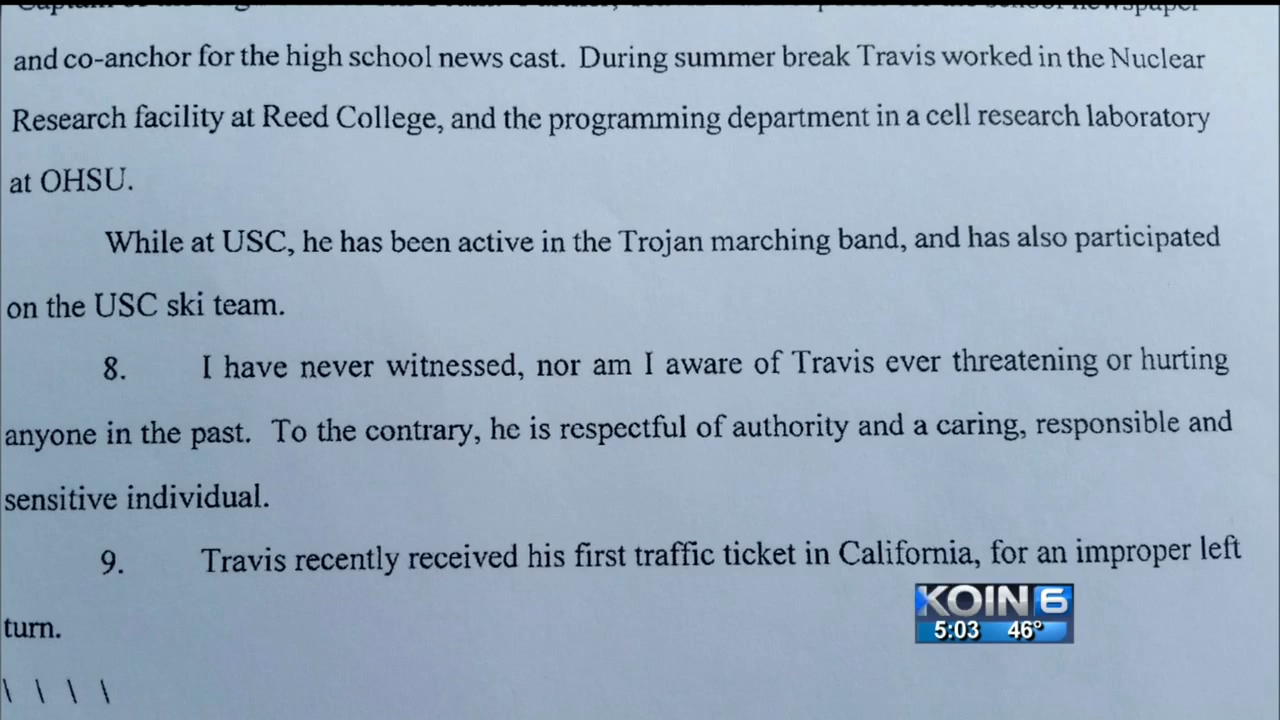 and co-anchor for the high school news cast. During summer break Travis worked in the Nuclear
Research facility at Reed College, and the programming department in a cell research laboratory
at OHSU.
While at USC, he has been active in the Trojan marching band, and has also participated
on the USC ski team.
8. I have never witnessed, nor am I aware of Travis ever threatening or hurting
anyone in the past. To the contrary, he is respectful of authority and a caring, responsible and
sensitive individual.
9. Travis recently received his first traffic ticket in California, for an improper left
turn.
\ \ \ \
KOIN 6
5:03 46°